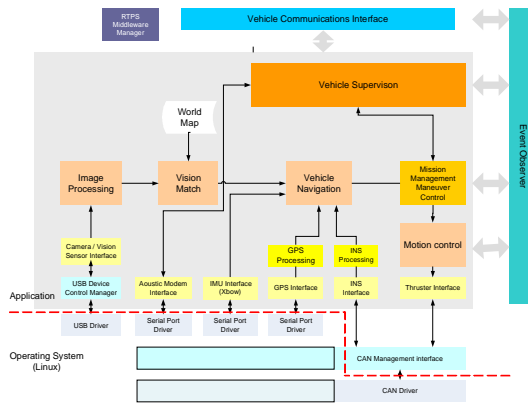 RTPS
Middleware
Manager
Vehicle Communications Interface
Vehicle Supervison
World
Map
Image
Processing
Vision
Match
Vehicle
Navigation
Mission
Management
Maneuver
Control
Event Observer
Motion control
Camera / Vision
Sensor Interface
GPS
Processing
INS
Processing
USB Device
Control Manager
Aoustic Modem
Interface
IMU Interface
(Xbow)
GPS Interface
INS
Interface
Thruster Interface
Application
USB Driver
Serial Port
Driver
Serial Port
Driver
Serial Port
Driver
Operating System
(Linux)
CAN Management interface
CAN Driver